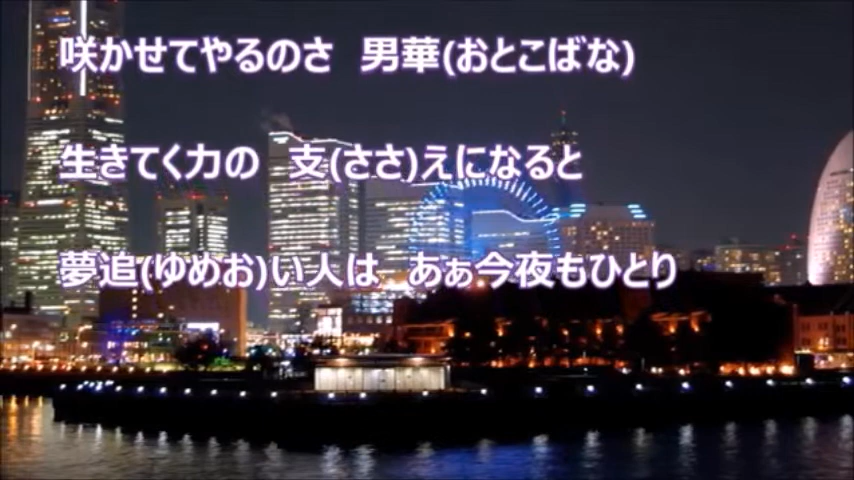 咲かせてやるのさ　男華(おとこばな)
生きてく力の　支(ささ)えになると
夢追(ゆめお)い人は　あぁ今夜もひとり